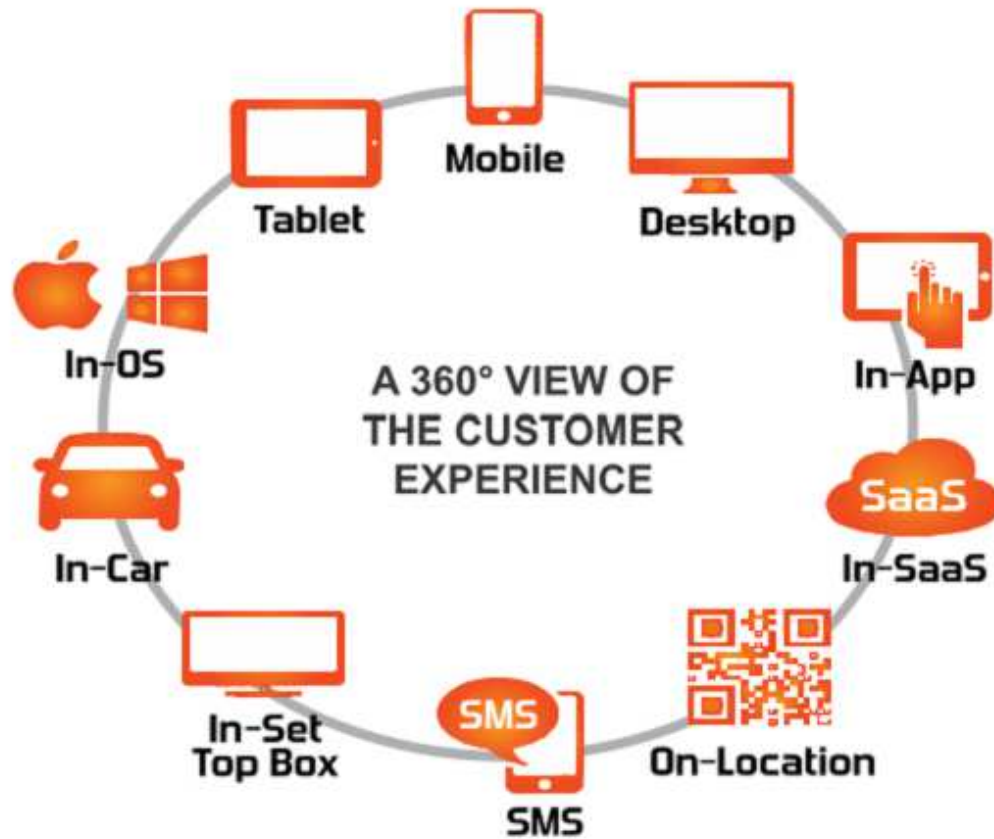 Mobile
Tablet
Desktop
In-OS
In-App
A 360° VIEW OF
THE CUSTOMER
EXPERIENCE
SaaS
In-Car
In-SaaS
In-Set
Top Box
SMS
On-Location
SMS